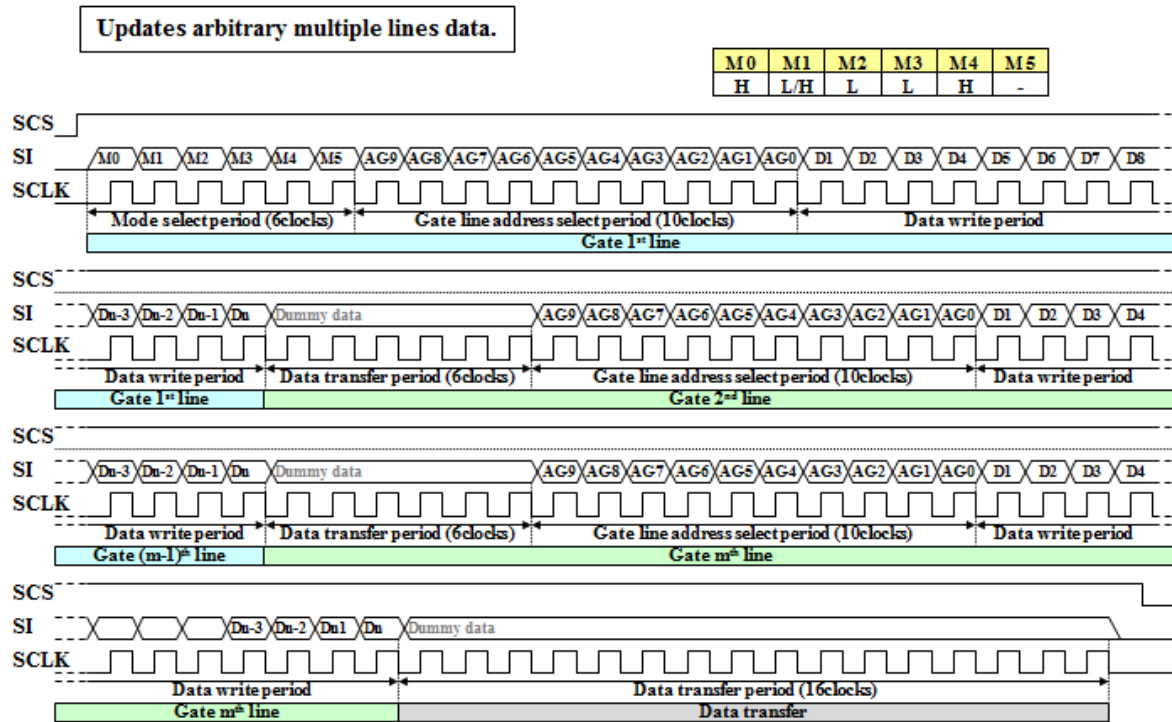 Updates arbitrary multiple lines data.
M0 M1 M2 M3 M4 M5
H L/H L L H -
SCS
SI M0 M1 M2 M3 M4 M5 AG9 AG8 AG7 AG6 AG5 AG4 AG3 AG2 AG1 AG0 D1 D2 D3 D4 D5 D6 D7 D8
SCLK
Mode select period (6clocks) Gate line address select period (10clocks) Data write period
Gate 1st line
SCS
SI Dn-3 Dn-2 Dn-1 Dn Dummy data AG9 AG8 AG7 AG6 AG5 AG4 AG3 AG2 AG1 AG0 D1 D2 D3 D4
SCLK
Data write period Data transfer period (6clocks) Gate line address select period (10clocks) Data write period
Gate 1st line Gate 2nd line
SCS
SI Dn-3 Dn-2 Dn-1 Dn Dummy data AG9 AG8 AG7 AG6 AG5 AG4 AG3 AG2 AG1 AG0 D1 D2 D3 D4
SCLK
Data write period Data transfer period (6clocks) Gate line address select period (10clocks) Data write period
Gate (m-1)th line Gate mth line
SCS
SI Dn-3 Dn-2 Dn1 Dn Dummy data
SCLK
Data write period Data transfer period (16clocks)
Gate mth line Data transfer